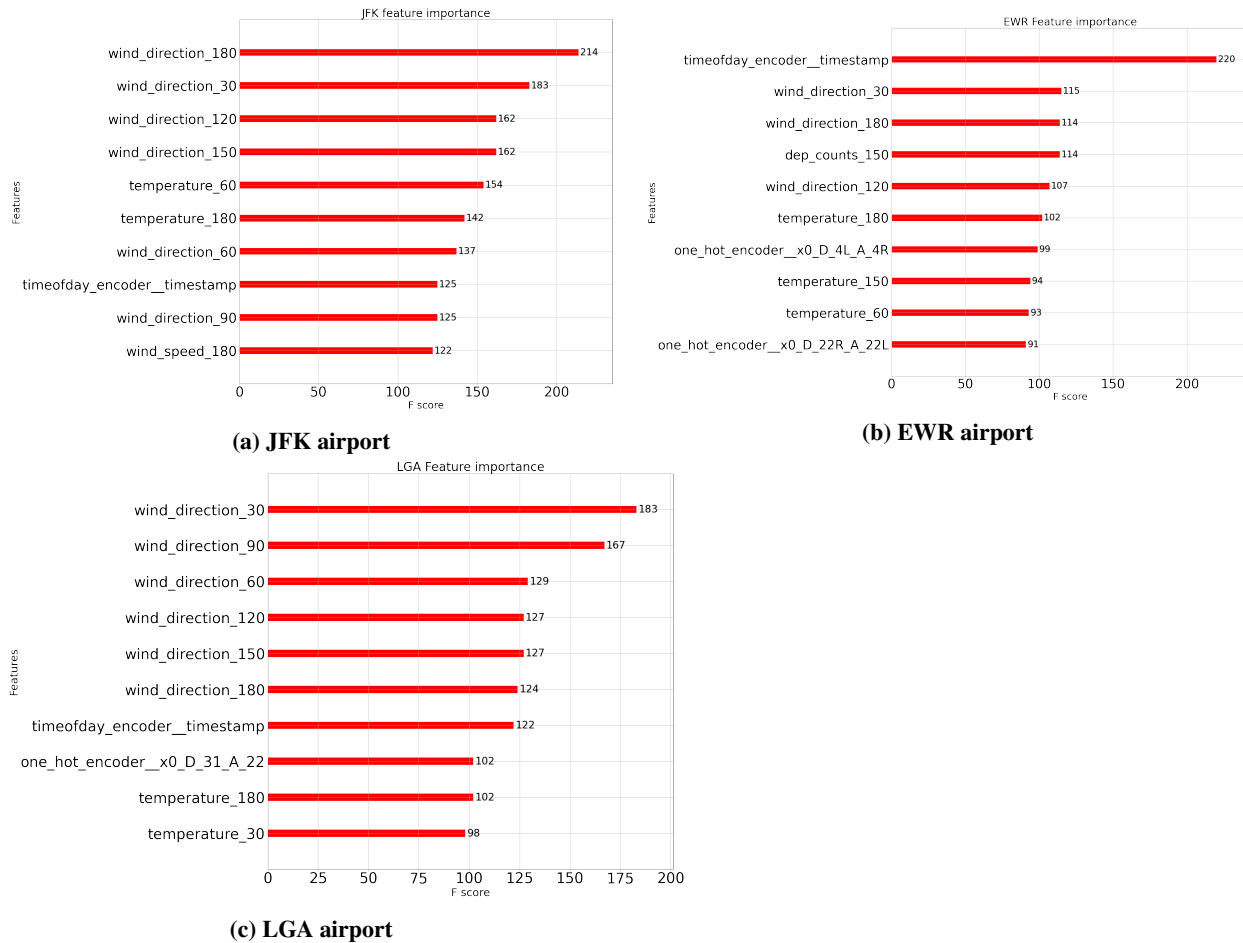 JFK feature importance
Features
wind_direction_180 214
wind_direction_30 183
wind_direction_120 162
wind_direction_150 162
temperature_60 154
temperature_180 142
wind_direction_60 137
timeofday_encoder__timestamp 125
wind_direction_90 125
wind_speed_180 122
0 50 100 150 200
F score
(a) JFK airport
EWR Feature importance
Features
timeofday_encoder__timestamp 220
wind_direction_30 115
wind_direction_180 114
dep_counts_150 114
wind_direction_120 107
temperature_180 102
one_hot_encoder__x0_D_4L_A_4R 99
temperature_150 94
temperature_60 93
one_hot_encoder__x0_D_22R_A_22L 91
0 50 100 150 200
F score
(b) EWR airport
LGA Feature importance
Features
wind_direction_30 183
wind_direction_90 167
wind_direction_60 129
wind_direction_120 127
wind_direction_150 127
wind_direction_180 124
timeofday_encoder__timestamp 122
one_hot_encoder__x0_D_31_A_22 102
temperature_180 102
temperature_30 98
0 25 50 75 100 125 150 175 200
F score
(c) LGA airport